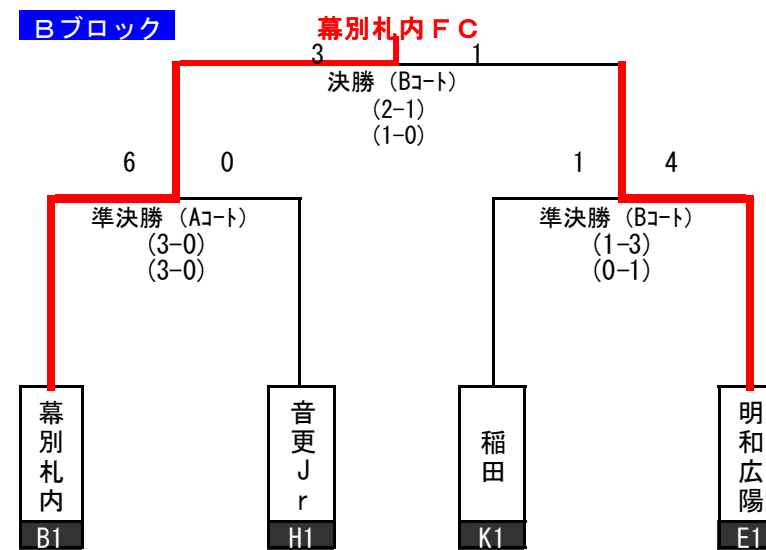 Bブロック
幕別札内FC
3 1
決勝 (Bコート)
(2-1)
(1-0)
6 0 1 4
準決勝 (Aコート)
(3-0)
(3-0)
準決勝 (Bコート)
(1-3)
(0-1)
幕別札内
B1
音更Jr
H1
稲田
K1
明和広陽
E1